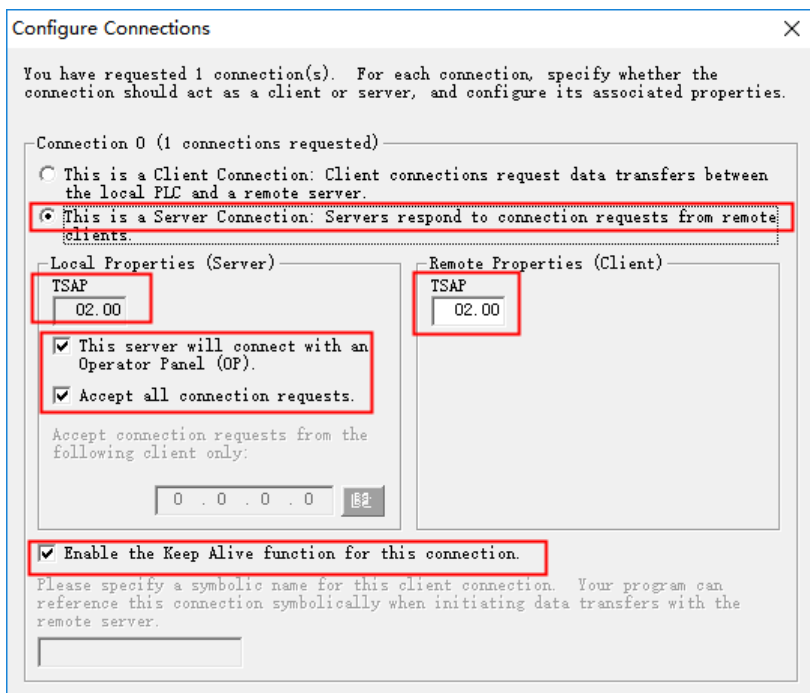 Configure Connections
You have requested 1 connection(s).  For each connection, specify whether the
connection should act as a client or server, and configure its associated properties.
Connection 0 (1 connections requested)
This is a Client Connection: Client connections request data transfers between
the local PLC and a remote server.
This is a Server Connection: Servers respond to connection requests from remote
clients.
Local Properties (Server)
TSAP
02.00
This server will connect with an
Operator Panel (OP).
Accept all connection requests.
Accept connection requests from the
following client only:
0 . 0 . 0 . 0
Remote Properties (Client)
TSAP
02.00
Enable the Keep Alive function for this connection.
Please specify a symbolic name for this client connection.  Your program can
reference this connection symbolically when initiating data transfers with the
remote server.